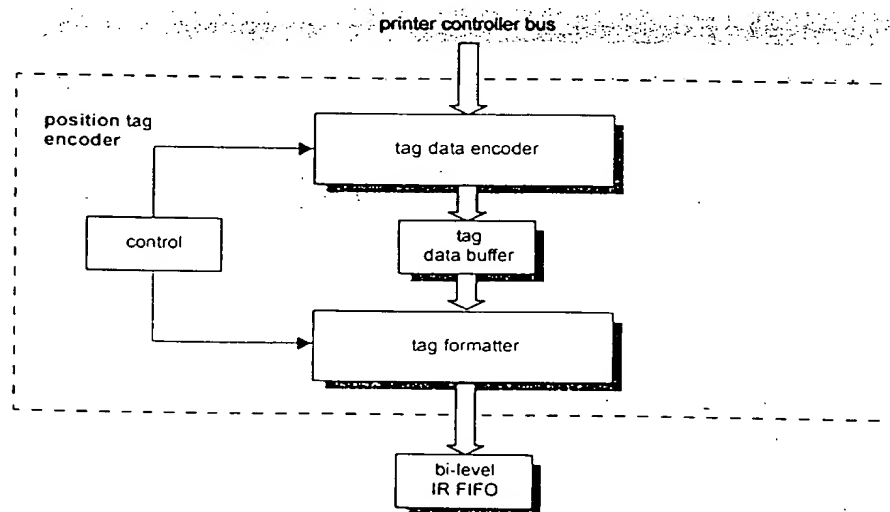 printer controller bus
position tag
encoder
tag data encoder
control
tag
data buffer
tag formatter
bi-level
IR FIFO